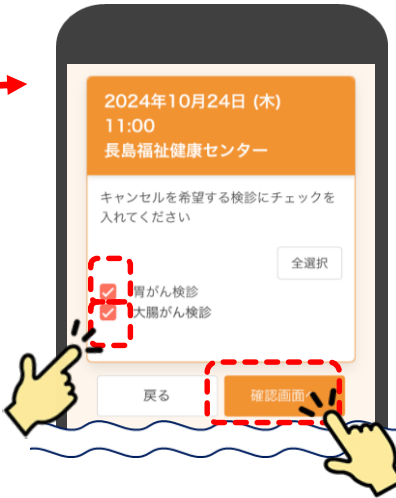 2024年10月24日 (木)
11:00
長島福祉健康センター
キャンセルを希望する検診にチェックを
入れてください
全選択
胃がん検診
大腸がん検診
戻る
確認画面へ